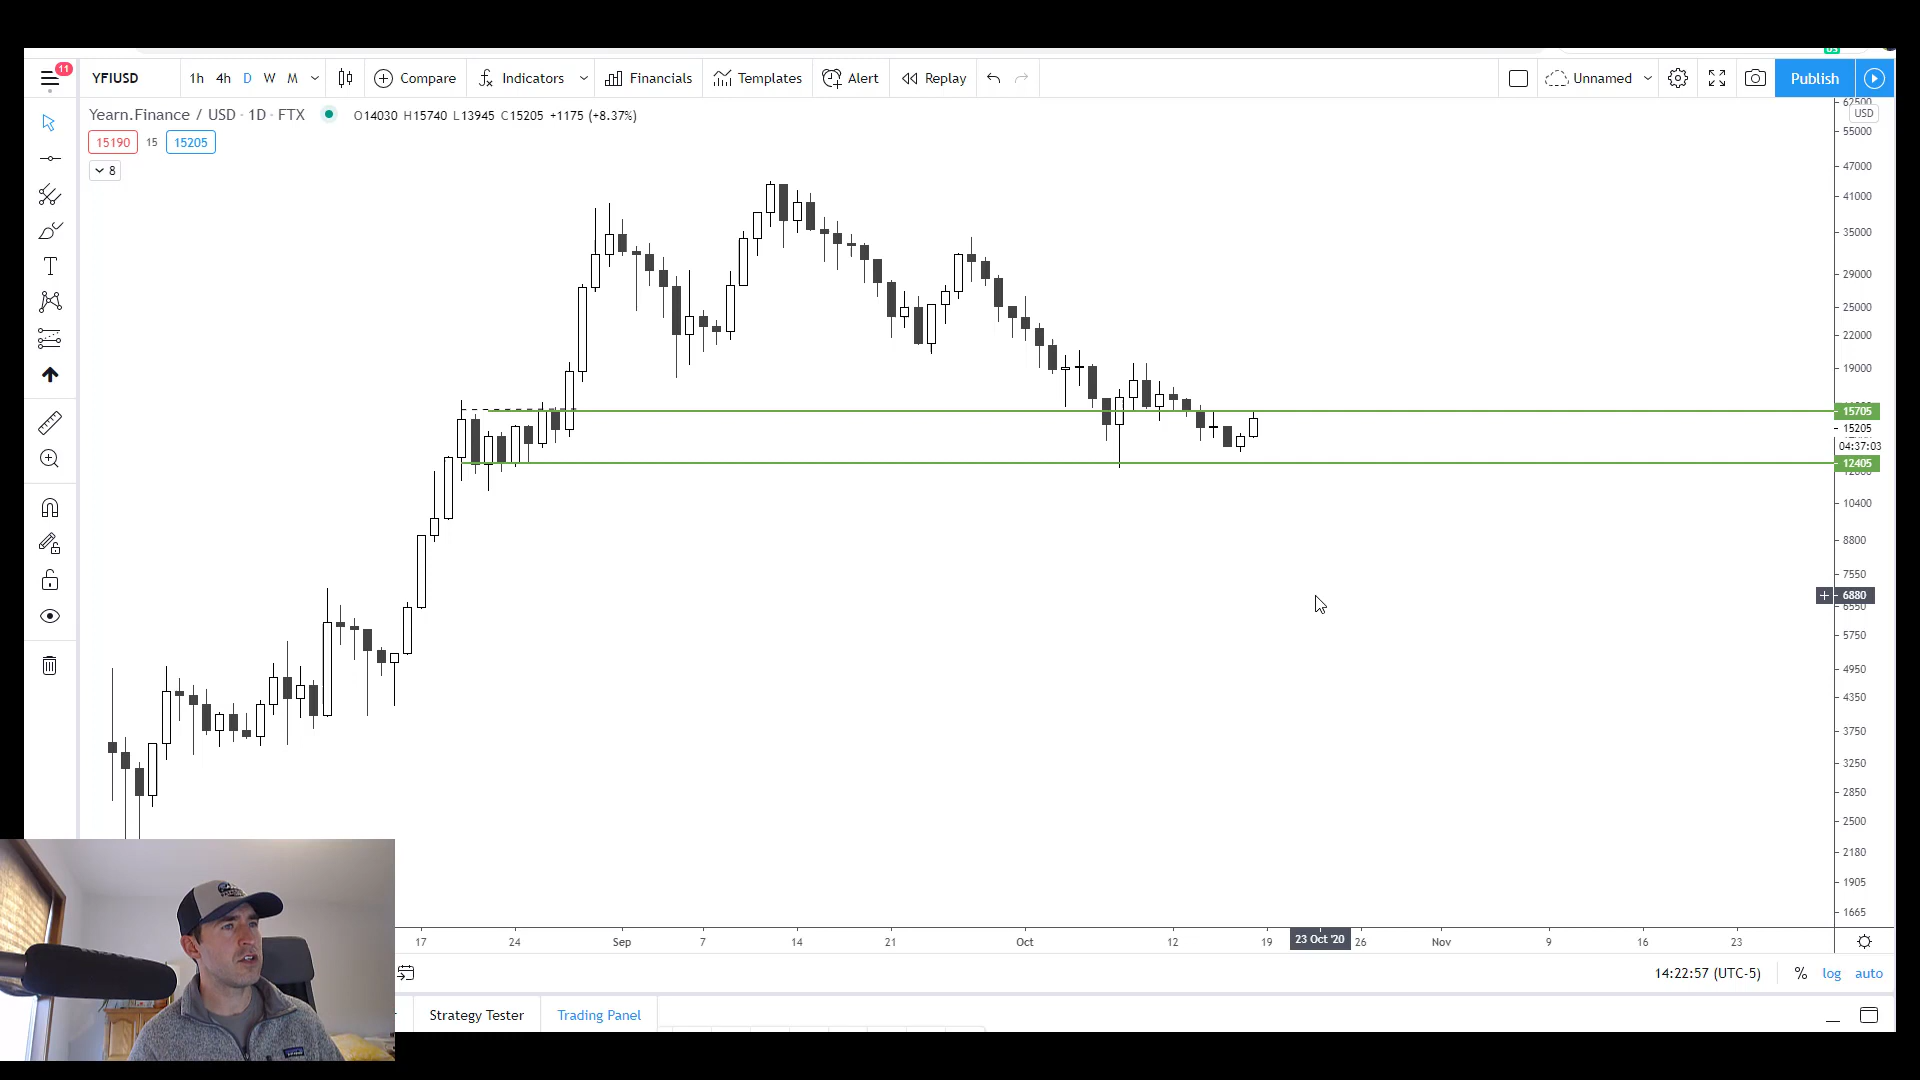 11
YFIUSD
1h 4h D W M
Compare
Indicators
Financials
Templates
Alert
Replay
Unnamed
Publish
Yearn.Finance / USD · 1D · FTX
O14030 H15740 L13945 C15205 +1175 (+8.37%)
15190 15 15205
8
62500
USD
55000
47000
41000
35000
29000
25000
22000
19000
15705
15205
04:37:03
12405
10400
8800
7550
6880
6550
5750
4950
4350
3750
3250
2850
2500
2180
1905
1665
17 24 Sep 7 14 21 Oct 12 19 23 Oct '20 26 Nov 9 16 23
14:22:57 (UTC-5) % log auto
Strategy Tester Trading Panel